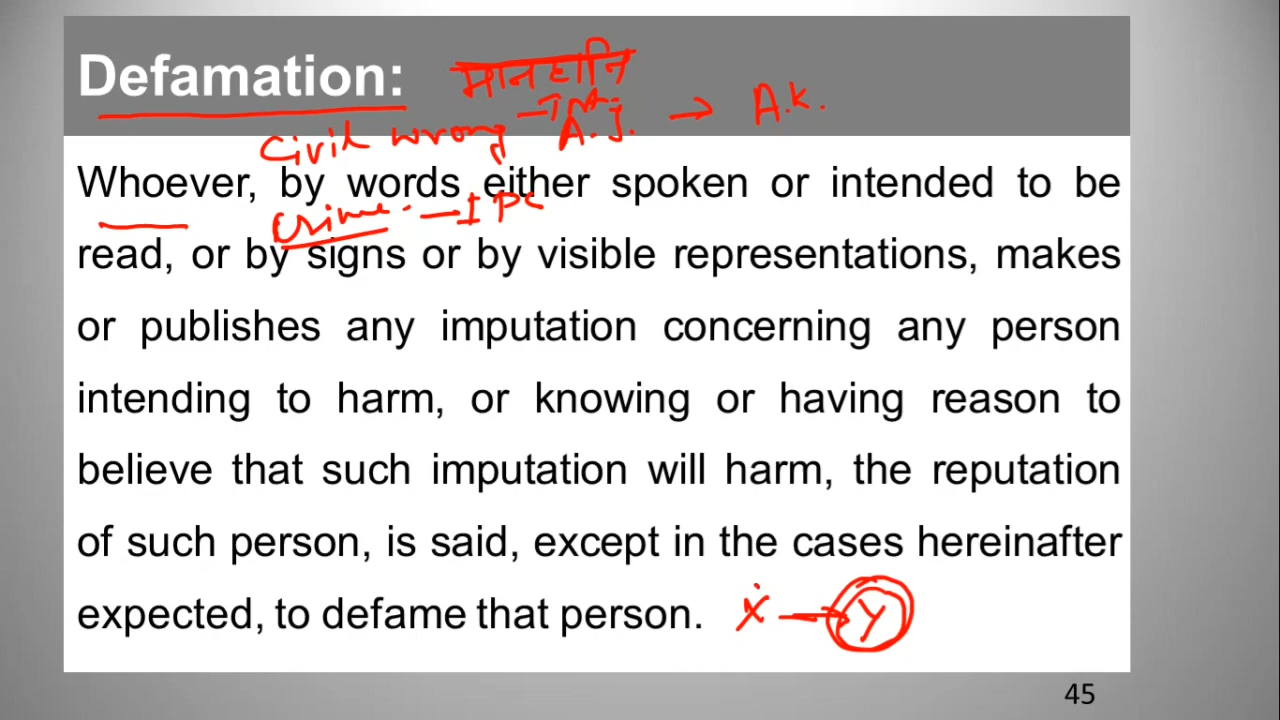 Defamation: मानहानि
Civil wrong → A.J. → A.K.
Whoever, by words either spoken or intended to be
Crime. — IPC
read, or by signs or by visible representations, makes
or publishes any imputation concerning any person
intending to harm, or knowing or having reason to
believe that such imputation will harm, the reputation
of such person, is said, except in the cases hereinafter
expected, to defame that person. X → Y
45